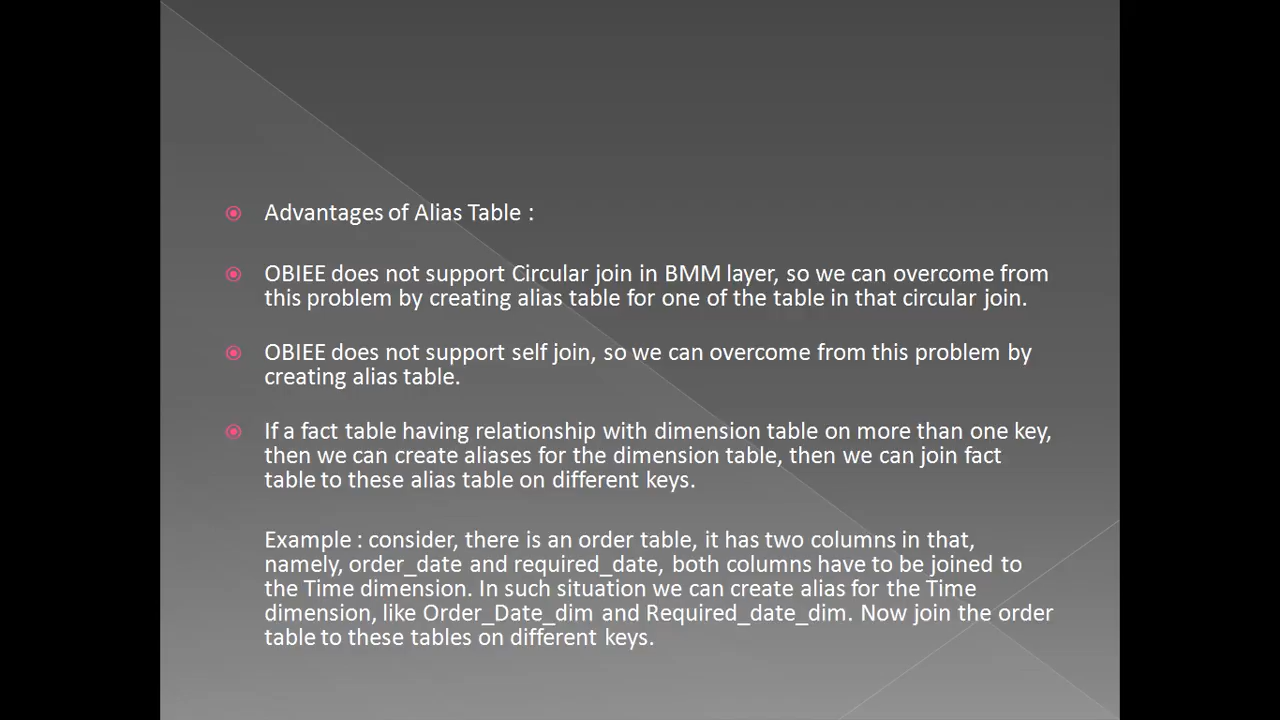 Advantages of Alias Table :
OBIEE does not support Circular join in BMM layer, so we can overcome from
this problem by creating alias table for one of the table in that circular join.
OBIEE does not support self join, so we can overcome from this problem by
creating alias table.
If a fact table having relationship with dimension table on more than one key,
then we can create aliases for the dimension table, then we can join fact
table to these alias table on different keys.
Example : consider, there is an order table, it has two columns in that,
namely, order_date and required_date, both columns have to be joined to
the Time dimension. In such situation we can create alias for the Time
dimension, like Order_Date_dim and Required_date_dim. Now join the order
table to these tables on different keys.